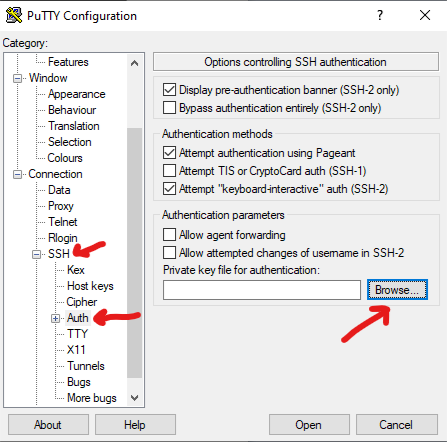 PuTTY Configuration
?
Category:
Features
Window
Appearance
Behaviour
Translation
Selection
Colours
Connection
Data
Proxy
Telnet
Rlogin
SSH
Kex
Host keys
Cipher
Auth
TTY
X11
Tunnels
Bugs
More bugs
Options controlling SSH authentication
Display pre-authentication banner (SSH-2 only)
Bypass authentication entirely (SSH-2 only)
Authentication methods
Attempt authentication using Pageant
Attempt TIS or CryptoCard auth (SSH-1)
Attempt "keyboard-interactive" auth (SSH-2)
Authentication parameters
Allow agent forwarding
Allow attempted changes of username in SSH-2
Private key file for authentication:
Browse...
About
Help
Open
Cancel